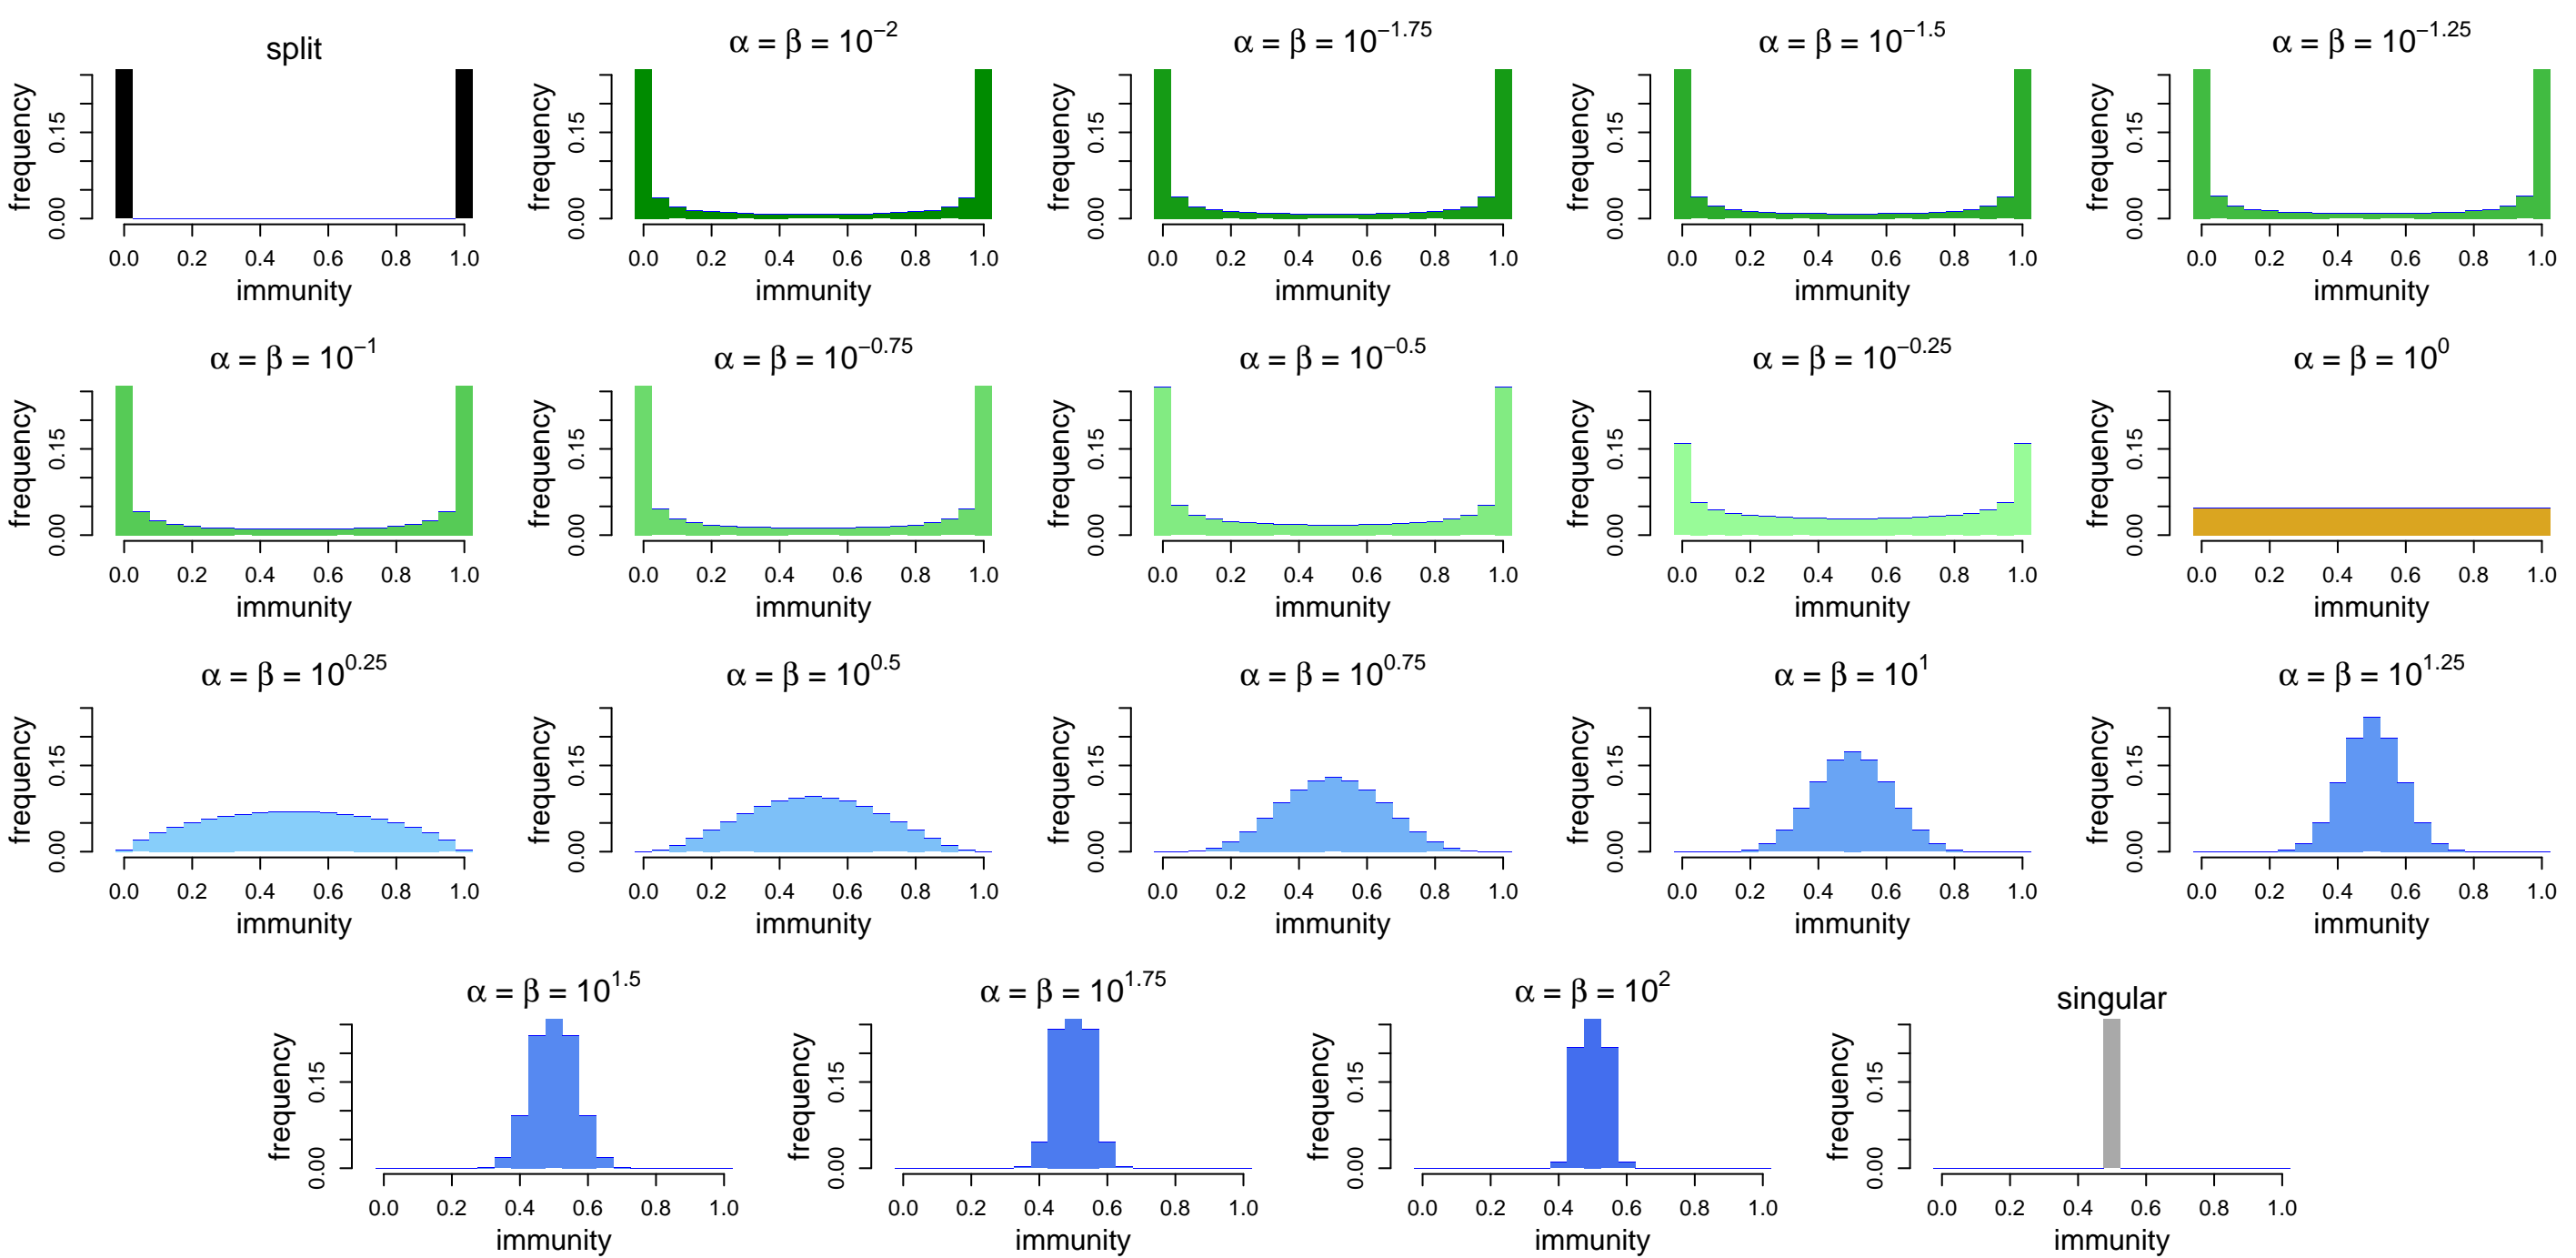 split
α = β = 10^−2
α = β = 10^−1.75
α = β = 10^−1.5
α = β = 10^−1.25
frequency
0.00 0.15
0.0 0.2 0.4 0.6 0.8 1.0
immunity
frequency
0.00 0.15
0.0 0.2 0.4 0.6 0.8 1.0
immunity
frequency
0.00 0.15
0.0 0.2 0.4 0.6 0.8 1.0
immunity
frequency
0.00 0.15
0.0 0.2 0.4 0.6 0.8 1.0
immunity
frequency
0.00 0.15
0.0 0.2 0.4 0.6 0.8 1.0
immunity
α = β = 10^−1
α = β = 10^−0.75
α = β = 10^−0.5
α = β = 10^−0.25
α = β = 10^0
frequency
0.00 0.15
0.0 0.2 0.4 0.6 0.8 1.0
immunity
frequency
0.00 0.15
0.0 0.2 0.4 0.6 0.8 1.0
immunity
frequency
0.00 0.15
0.0 0.2 0.4 0.6 0.8 1.0
immunity
frequency
0.00 0.15
0.0 0.2 0.4 0.6 0.8 1.0
immunity
frequency
0.00 0.15
0.0 0.2 0.4 0.6 0.8 1.0
immunity
α = β = 10^0.25
α = β = 10^0.5
α = β = 10^0.75
α = β = 10^1
α = β = 10^1.25
frequency
0.00 0.15
0.0 0.2 0.4 0.6 0.8 1.0
immunity
frequency
0.00 0.15
0.0 0.2 0.4 0.6 0.8 1.0
immunity
frequency
0.00 0.15
0.0 0.2 0.4 0.6 0.8 1.0
immunity
frequency
0.00 0.15
0.0 0.2 0.4 0.6 0.8 1.0
immunity
frequency
0.00 0.15
0.0 0.2 0.4 0.6 0.8 1.0
immunity
α = β = 10^1.5
α = β = 10^1.75
α = β = 10^2
singular
frequency
0.00 0.15
0.0 0.2 0.4 0.6 0.8 1.0
immunity
frequency
0.00 0.15
0.0 0.2 0.4 0.6 0.8 1.0
immunity
frequency
0.00 0.15
0.0 0.2 0.4 0.6 0.8 1.0
immunity
frequency
0.00 0.15
0.0 0.2 0.4 0.6 0.8 1.0
immunity